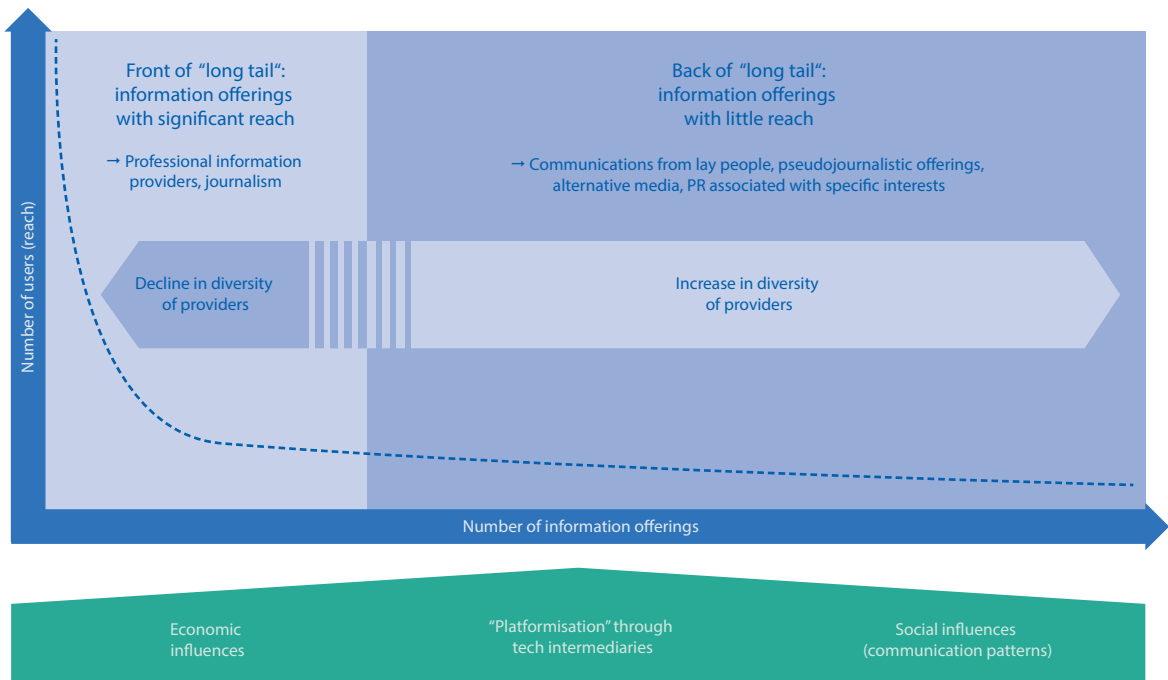 Front of “long tail“:
information offerings
with significant reach
→ Professional information
providers, journalism
Back of “long tail“:
information offerings
with little reach
→ Communications from lay people, pseudojournalistic offerings,
alternative media, PR associated with specific interests
Number of users (reach)
Decline in diversity
of providers
Increase in diversity
of providers
Number of information offerings
Economic
influences
“Platformisation” through
tech intermediaries
Social influences
(communication patterns)